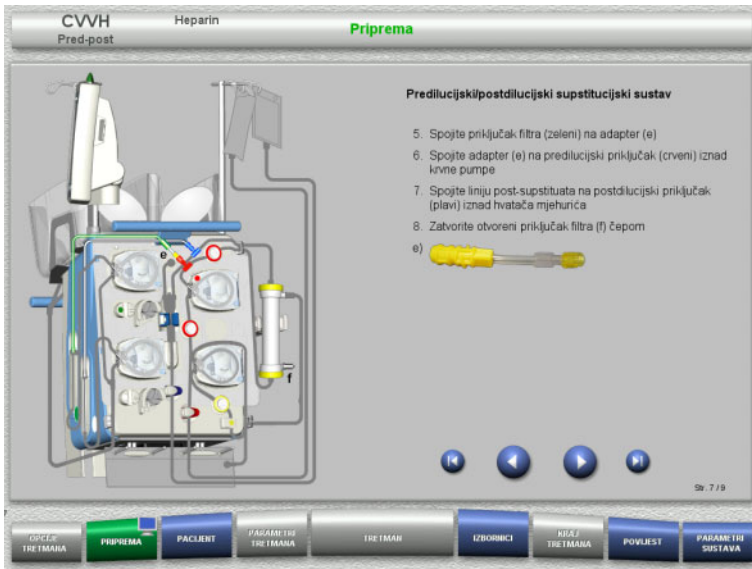 CVVH
Pred-post
Heparin
Priprema
Predilucijski/postdilucijski supstitucijski sustav
5. Spojite priključak filtra (zeleni) na adapter (e)
6. Spojite adapter (e) na predilucijski priključak (crveni) iznad
krvne pumpe
7. Spojite liniju post-supstituata na postdilucijski priključak
(plavi) iznad hvatača mjehurića
8. Zatvorite otvoreni priključak filtra (f) čepom
e)
e
f
Str. 7 / 9
OPCIJE
TRETMANA
PRIPREMA
PACIJENT
PARAMETRI
TRETMANA
TRETMAN
IZBORNICI
KRAJ
TRETMANA
POVIJEST
PARAMETRI
SUSTAVA